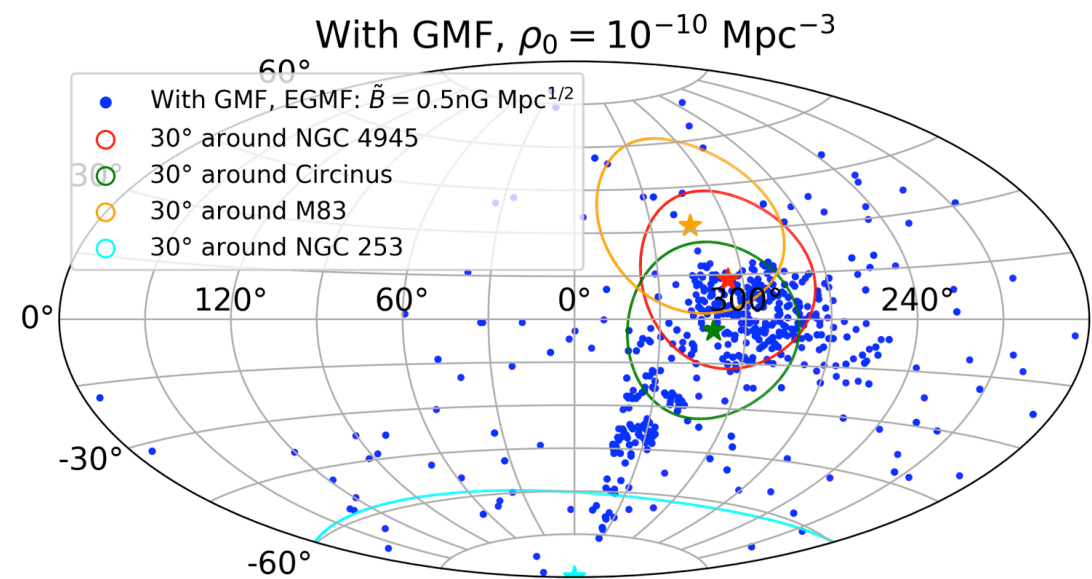 With GMF, ρ₀ = 10⁻¹⁰ Mpc⁻³
60°
With GMF, EGMF: B̃ = 0.5nG Mpc^{1/2}
30° around NGC 4945
30°
30° around Circinus
30° around M83
30° around NGC 253
0° 120° 60° 0° 300° 240°
-30°
-60°